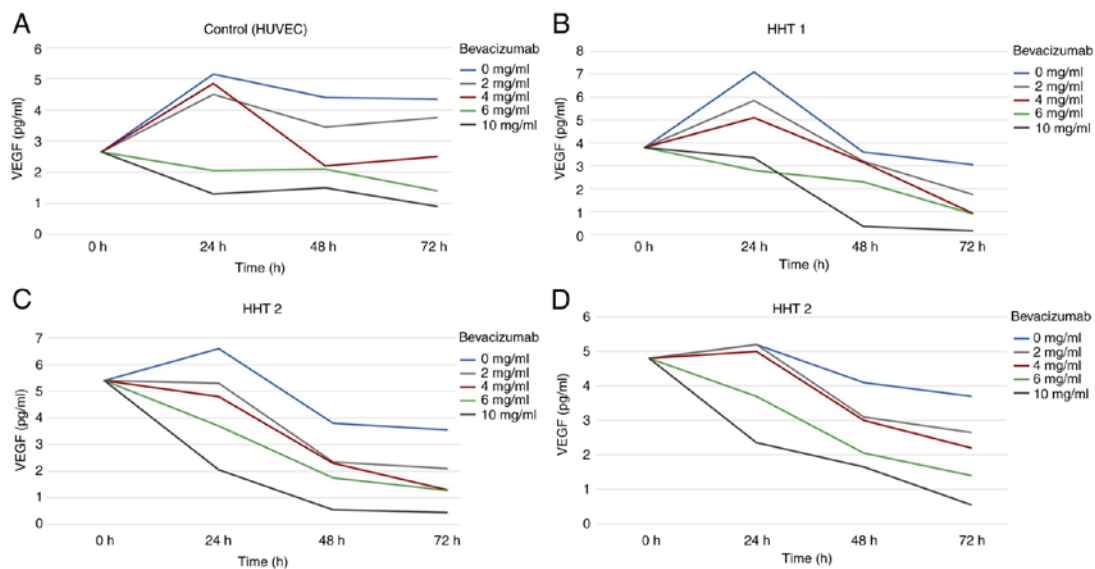 A
Control (HUVEC)
Bevacizumab
0 mg/ml
2 mg/ml
4 mg/ml
6 mg/ml
10 mg/ml
VEGF (pg/ml)
6
5
4
3
2
1
0
0 h
24 h
48 h
72 h
Time (h)
B
HHT 1
Bevacizumab
0 mg/ml
2 mg/ml
4 mg/ml
6 mg/ml
10 mg/ml
VEGF (pg/ml)
8
7
6
5
4
3
2
1
0
0 h
24 h
48 h
72 h
Time (h)
C
HHT 2
Bevacizumab
0 mg/ml
2 mg/ml
4 mg/ml
6 mg/ml
10 mg/ml
VEGF (pg/ml)
7
6
5
4
3
2
1
0
0 h
24 h
48 h
72 h
Time (h)
D
HHT 2
Bevacizumab
0 mg/ml
2 mg/ml
4 mg/ml
6 mg/ml
10 mg/ml
VEGF (pg/ml)
6
5
4
3
2
1
0
0 h
24 h
48 h
72 h
Time (h)